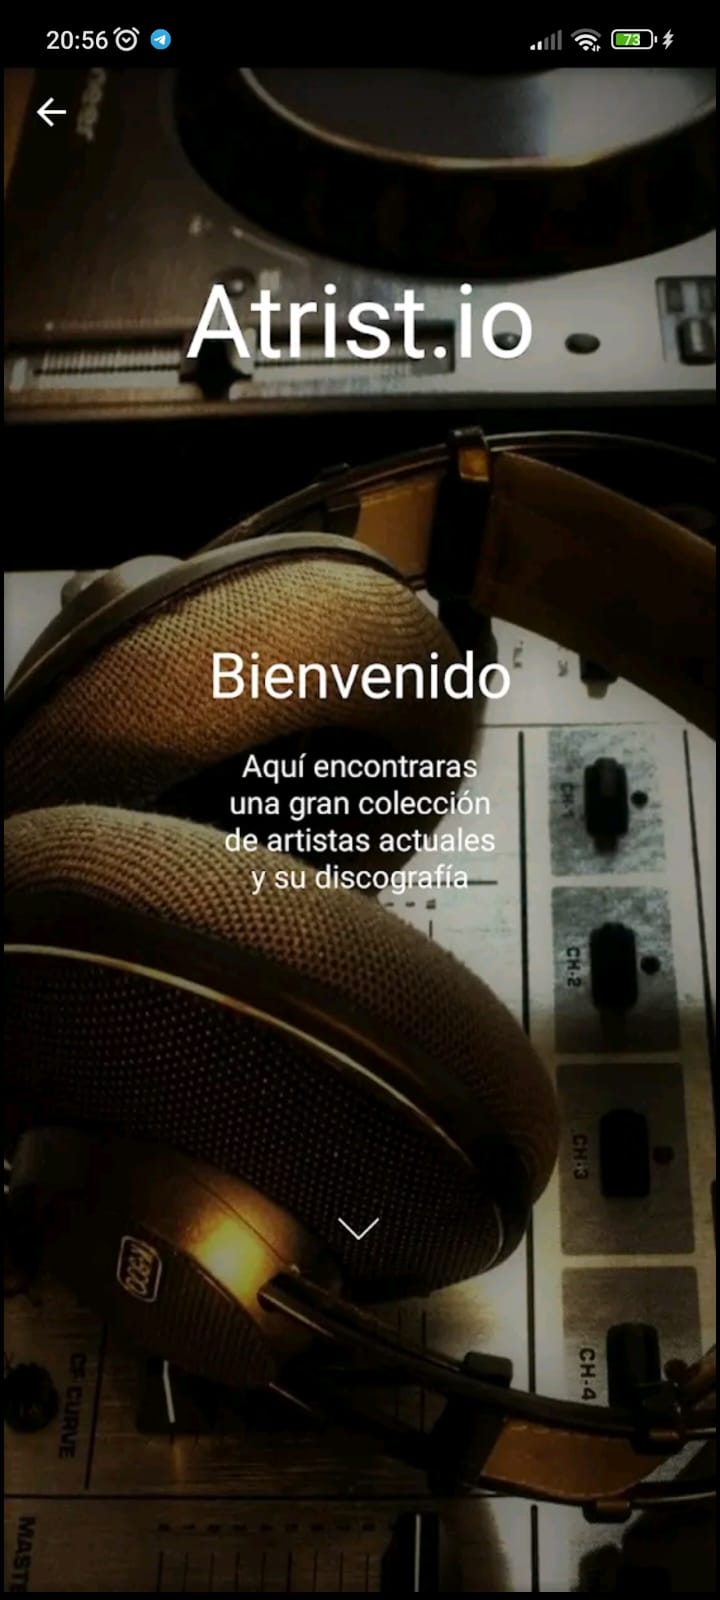 20:56
73
Atrist.io
Bienvenido
Aquí encontraras
una gran colección
de artistas actuales
y su discografía
CH-1
CH-2
CH-3
CH-4
CF-CURVE